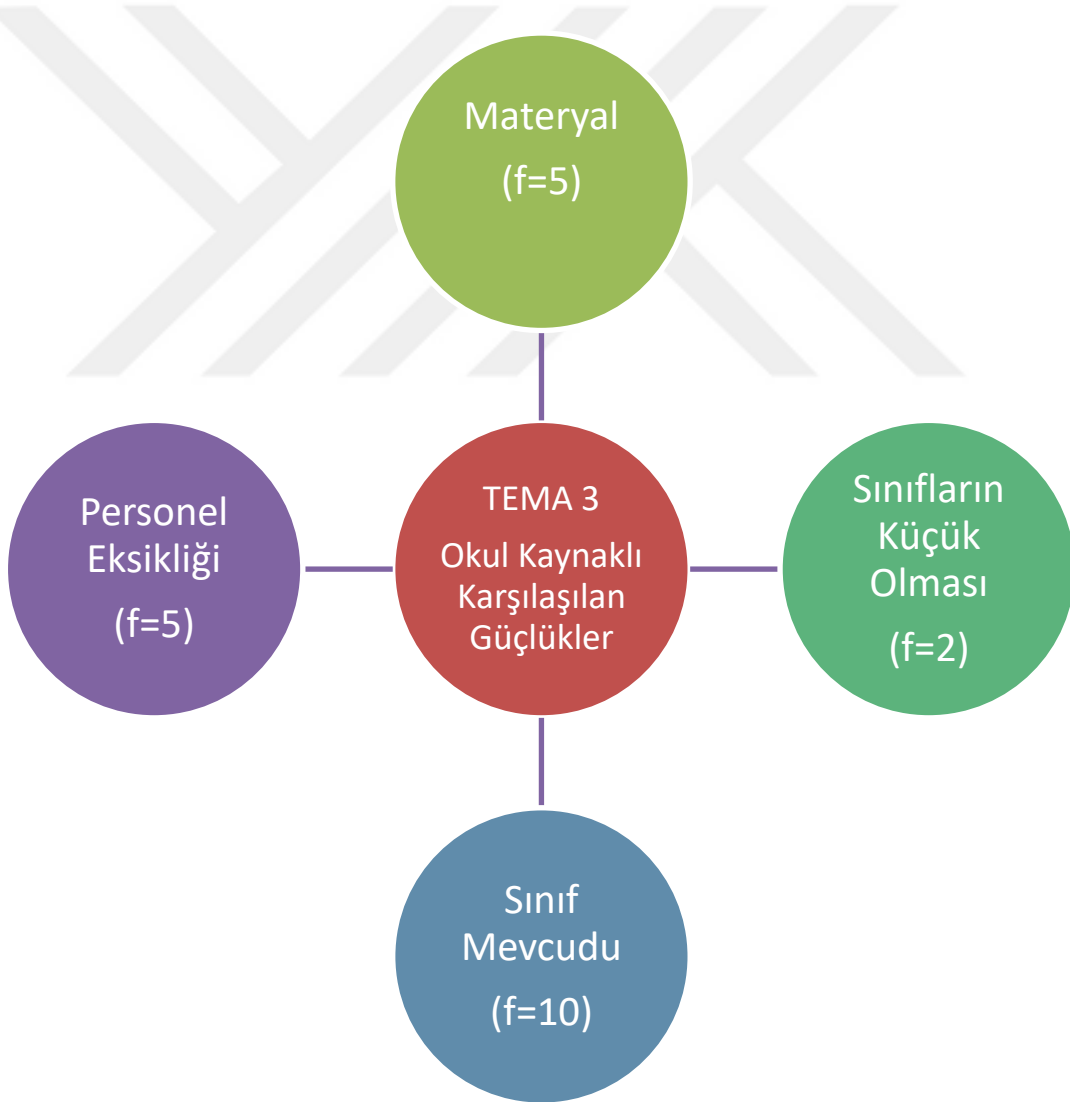 Materyal
(f=5)
Personel
Eksikliği
(f=5)
TEMA 3
Okul Kaynaklı
Karşılaşılan
Güçlükler
Sınıfların
Küçük
Olması
(f=2)
Sınıf
Mevcudu
(f=10)